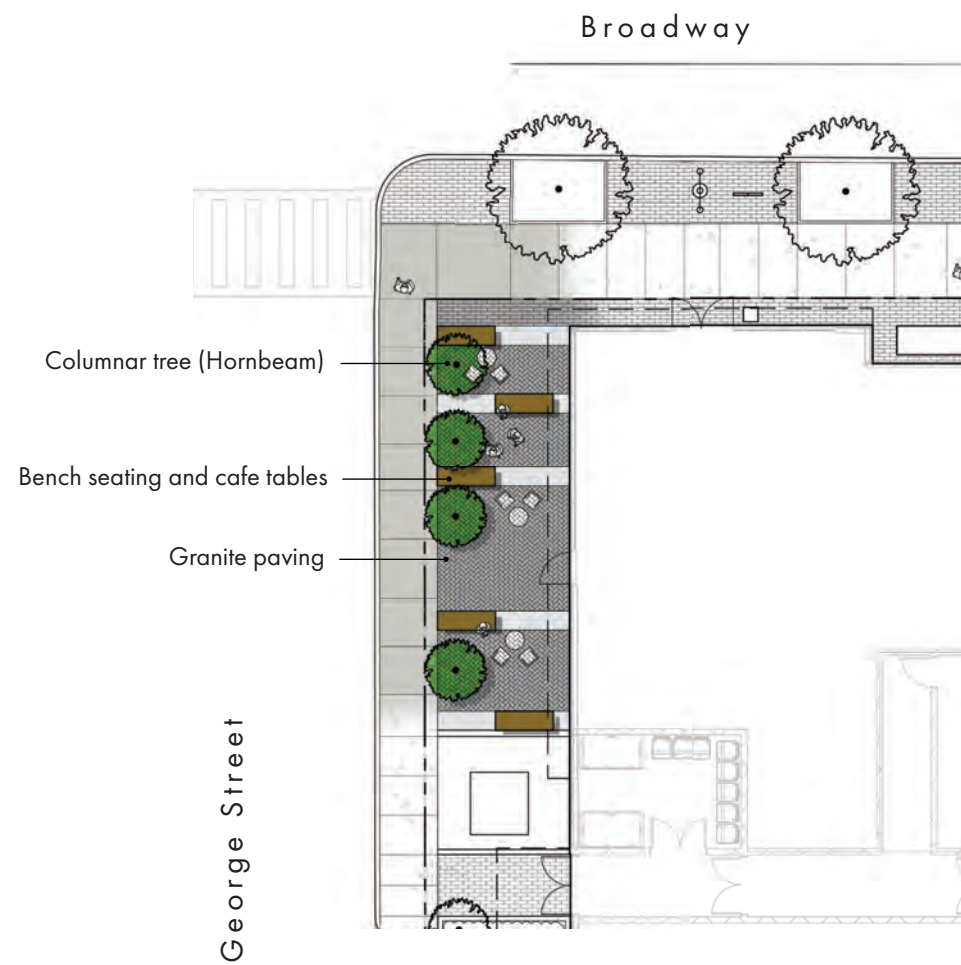 Broadway
Columnar tree (Hornbeam)
Bench seating and cafe tables
Granite paving
George Street